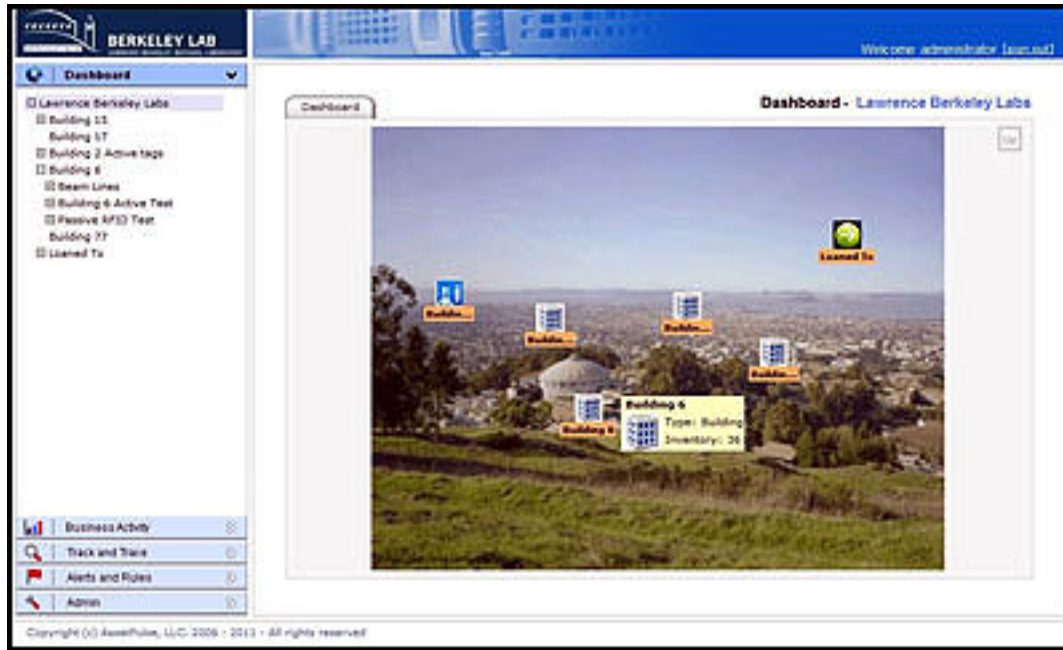 BERKELEY LAB
Welcome administrator [sign out]
Dashboard
Lawrence Berkeley Labs
Building 15
Building 17
Building 2 Active tags
Building 6
Beam Lines
Building 6 Active Test
Passive RFID Test
Building 77
Loaned To
Business Activity
Track and Trace
Alerts and Rules
Admin
Dashboard
Dashboard - Lawrence Berkeley Labs
Up
Loaned To
Buildin...
Buildin...
Buildin...
Buildin...
Building 6
Building 6
Type: Building
Inventory: 36
Copyright (c) AssetPulse, LLC. 2006 - 2011 - All rights reserved